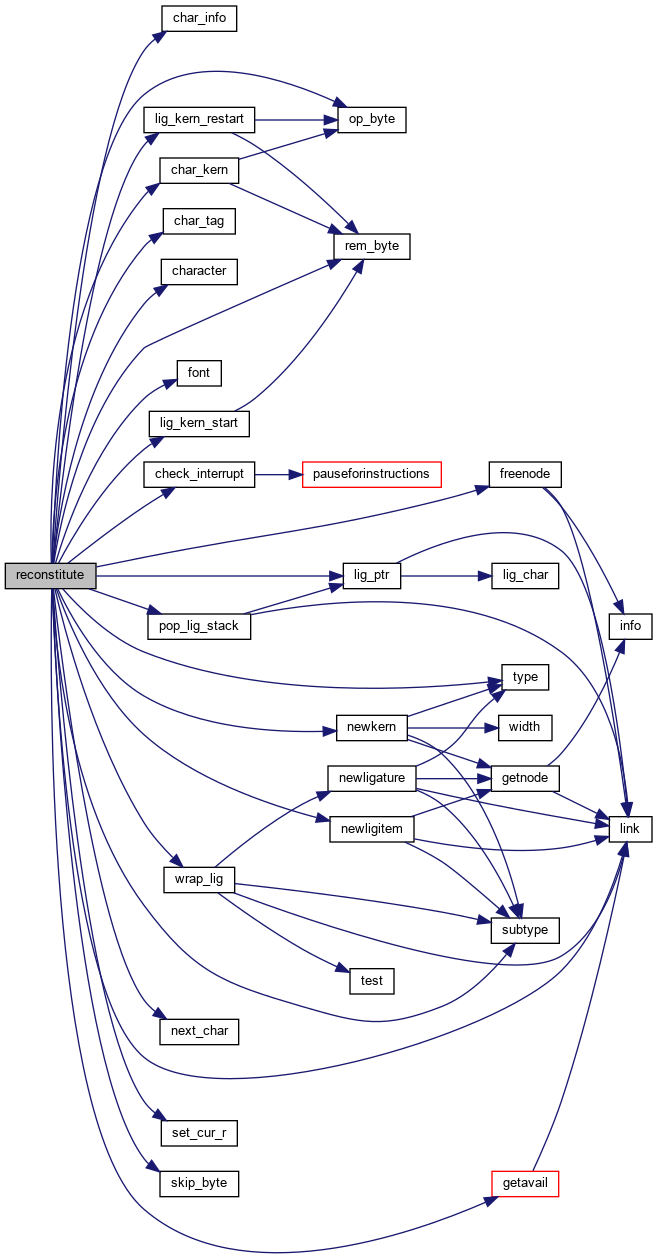 char_info
op_byte
lig_kern_restart
char_kern
char_tag
rem_byte
character
font
lig_kern_start
check_interrupt
pauseforinstructions
freenode
reconstitute
lig_ptr
lig_char
pop_lig_stack
info
type
newkern
width
newligature
getnode
newligitem
link
wrap_lig
subtype
test
next_char
set_cur_r
skip_byte
getavail